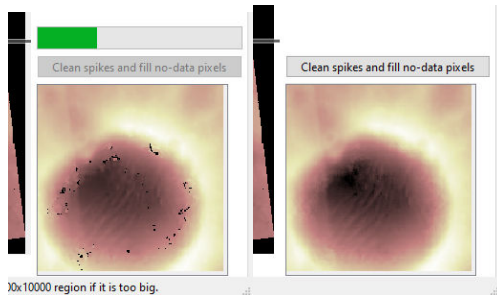 Clean spikes and fill no-data pixels
Clean spikes and fill no-data pixels
00x10000 region if it is too big.